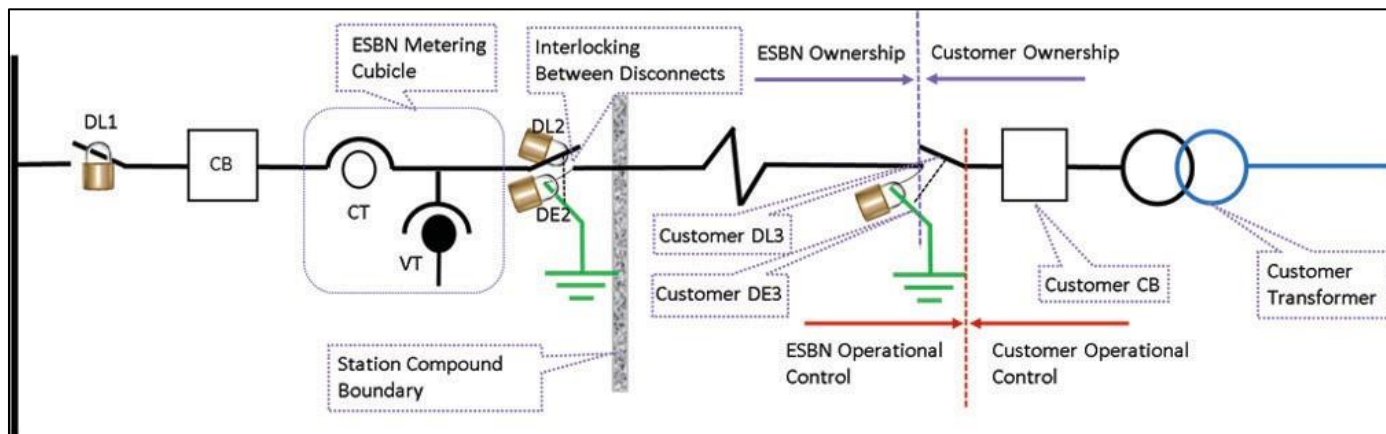 ESBN Metering
Cubicle
Interlocking
Between Disconnects
ESBN Ownership
Customer Ownership
DL1
CB
CT
VT
DL2
DE2
Customer DL3
Customer DE3
Customer CB
Customer
Transformer
Station Compound
Boundary
ESBN Operational
Control
Customer Operational
Control